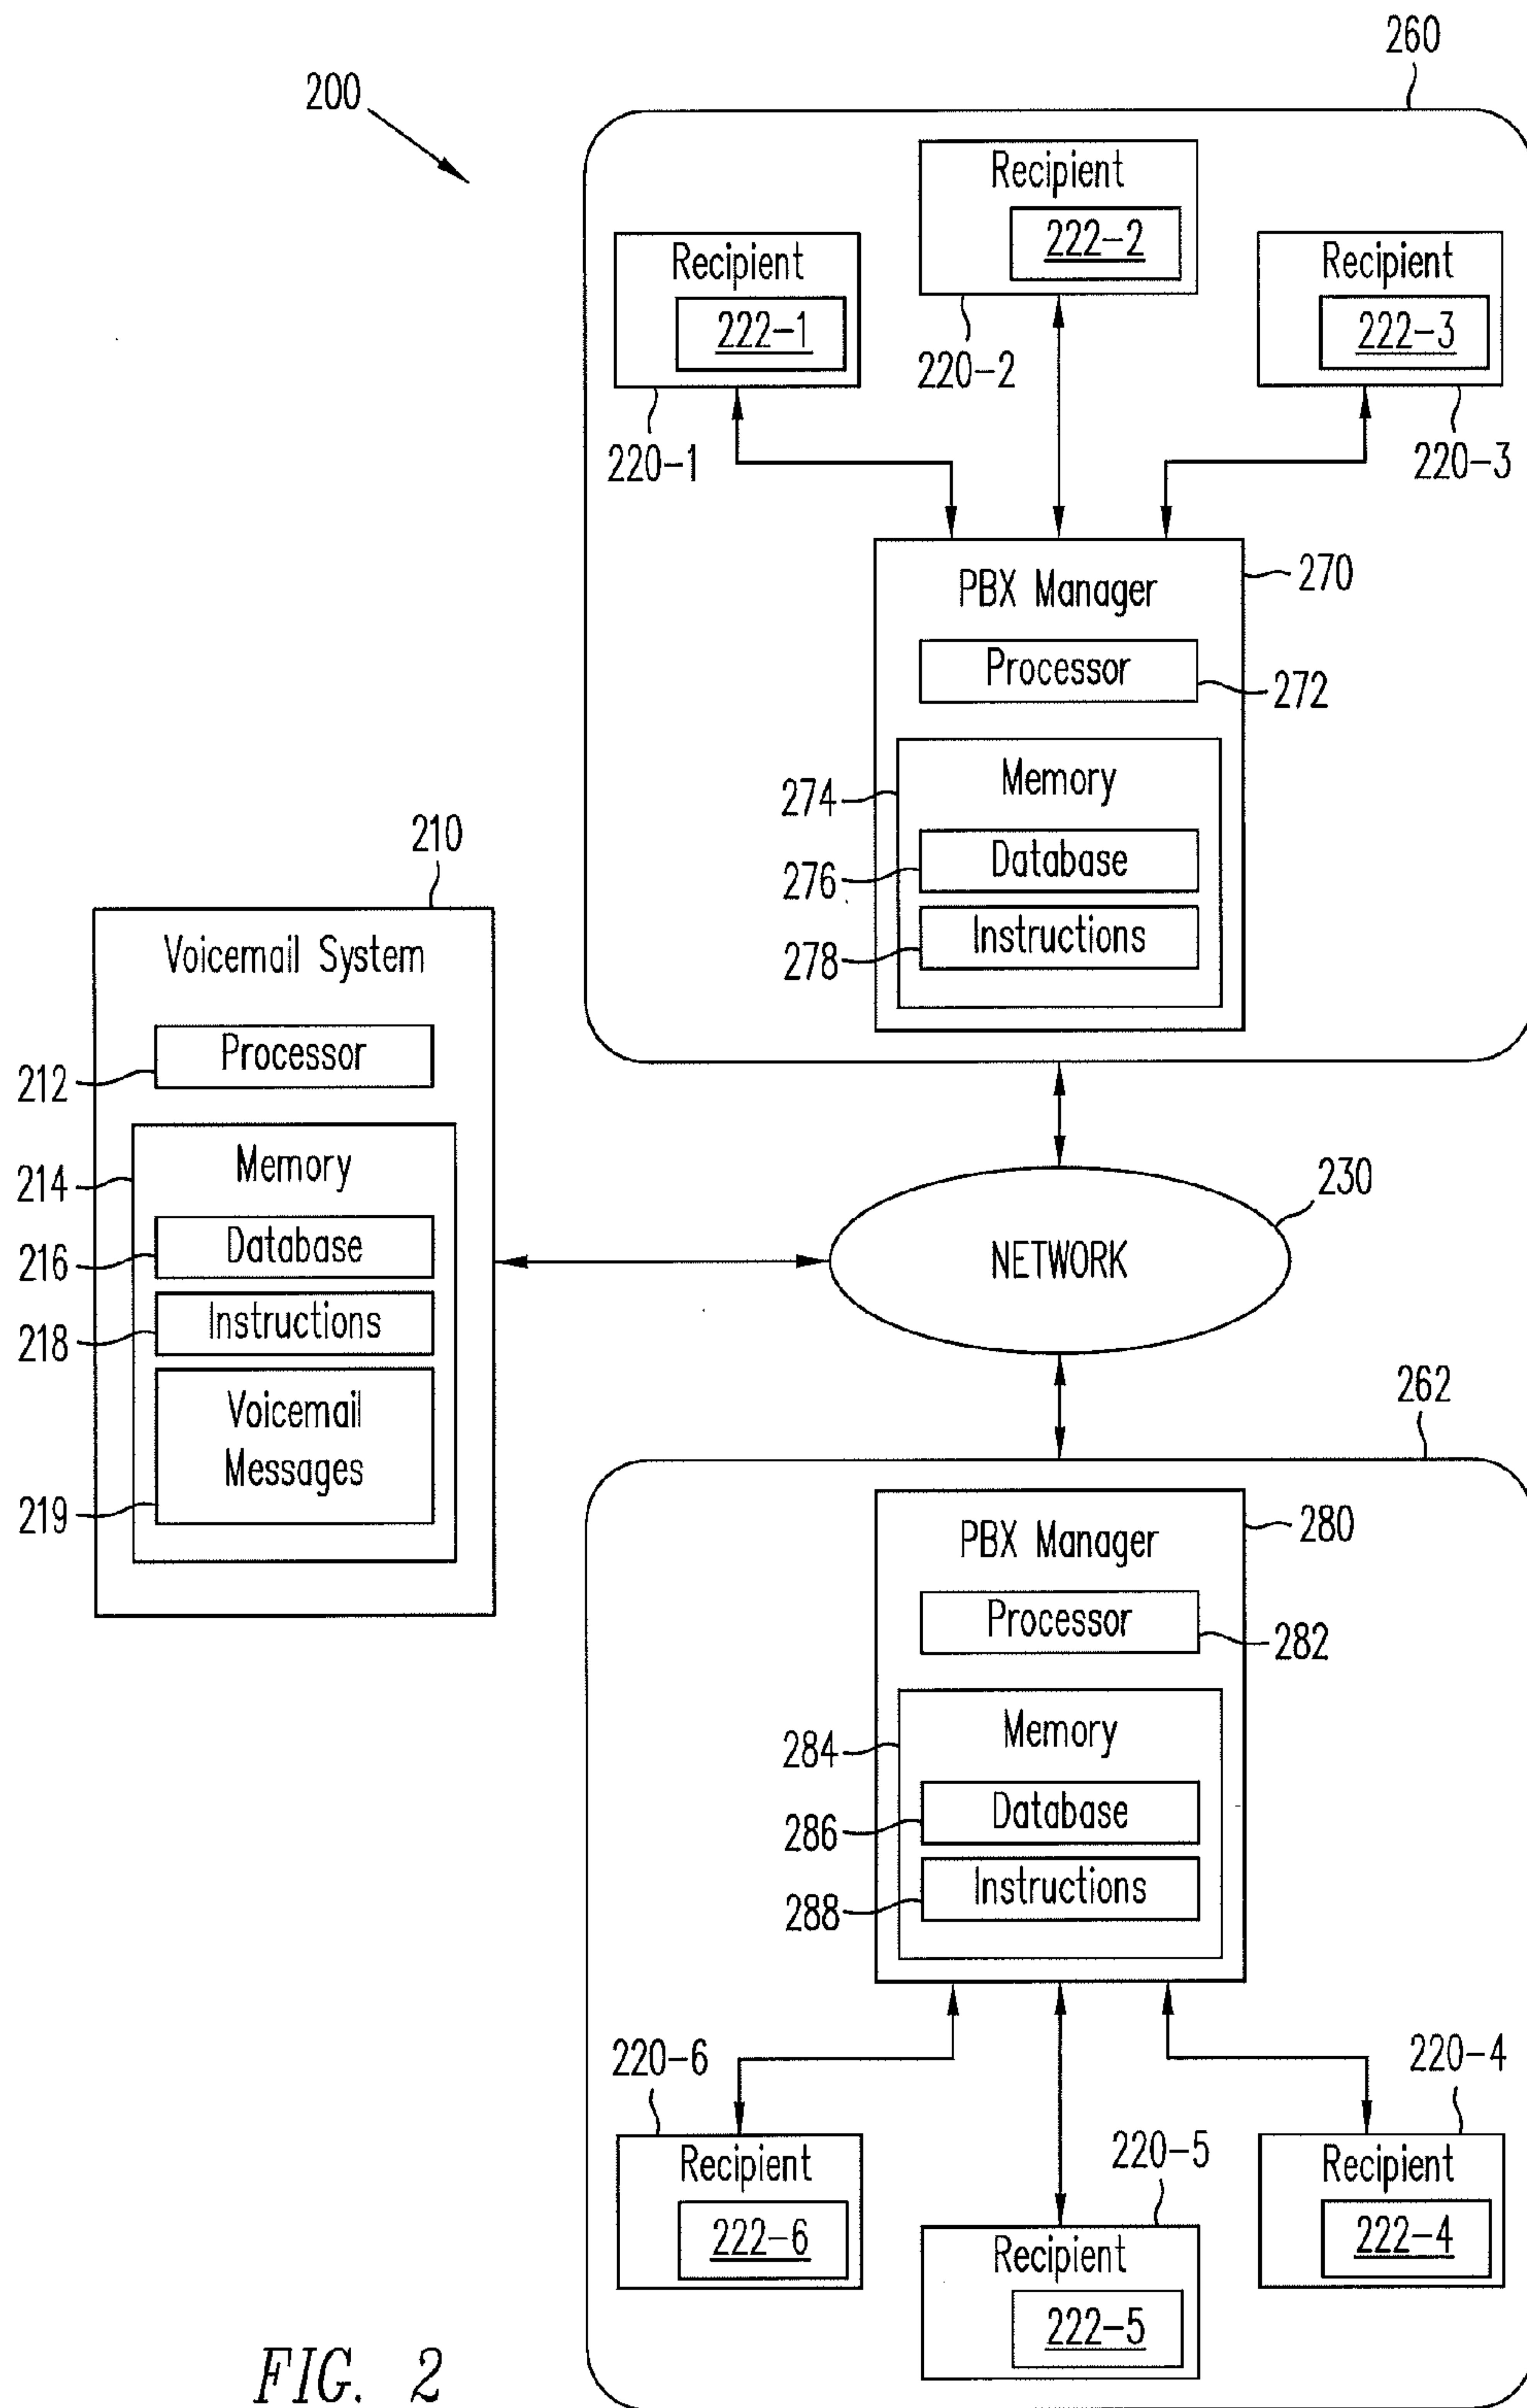 260
200
Recipient
222-2
Recipient
222-1
Recipient
222-3
220-2
220-1
220-3
PBX Manager
270
Processor
272
Memory
274
Database
276
Instructions
278
210
Voicemail System
Processor
212
Memory
214
Database
216
Instructions
218
Voicemail
Messages
219
230
NETWORK
262
PBX Manager
280
Processor
282
Memory
284
Database
286
Instructions
288
220-6
220-4
Recipient
222-6
220-5
Recipient
222-4
Recipient
222-5
FIG. 2